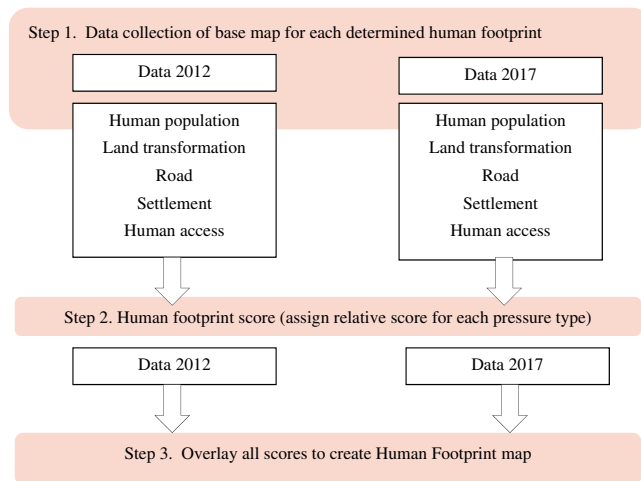 Step 1.  Data collection of base map for each determined human footprint
Data 2012
Data 2017
Human population
Land transformation
Road
Settlement
Human access
Human population
Land transformation
Road
Settlement
Human access
Step 2. Human footprint score (assign relative score for each pressure type)
Data 2012
Data 2017
Step 3.  Overlay all scores to create Human Footprint map